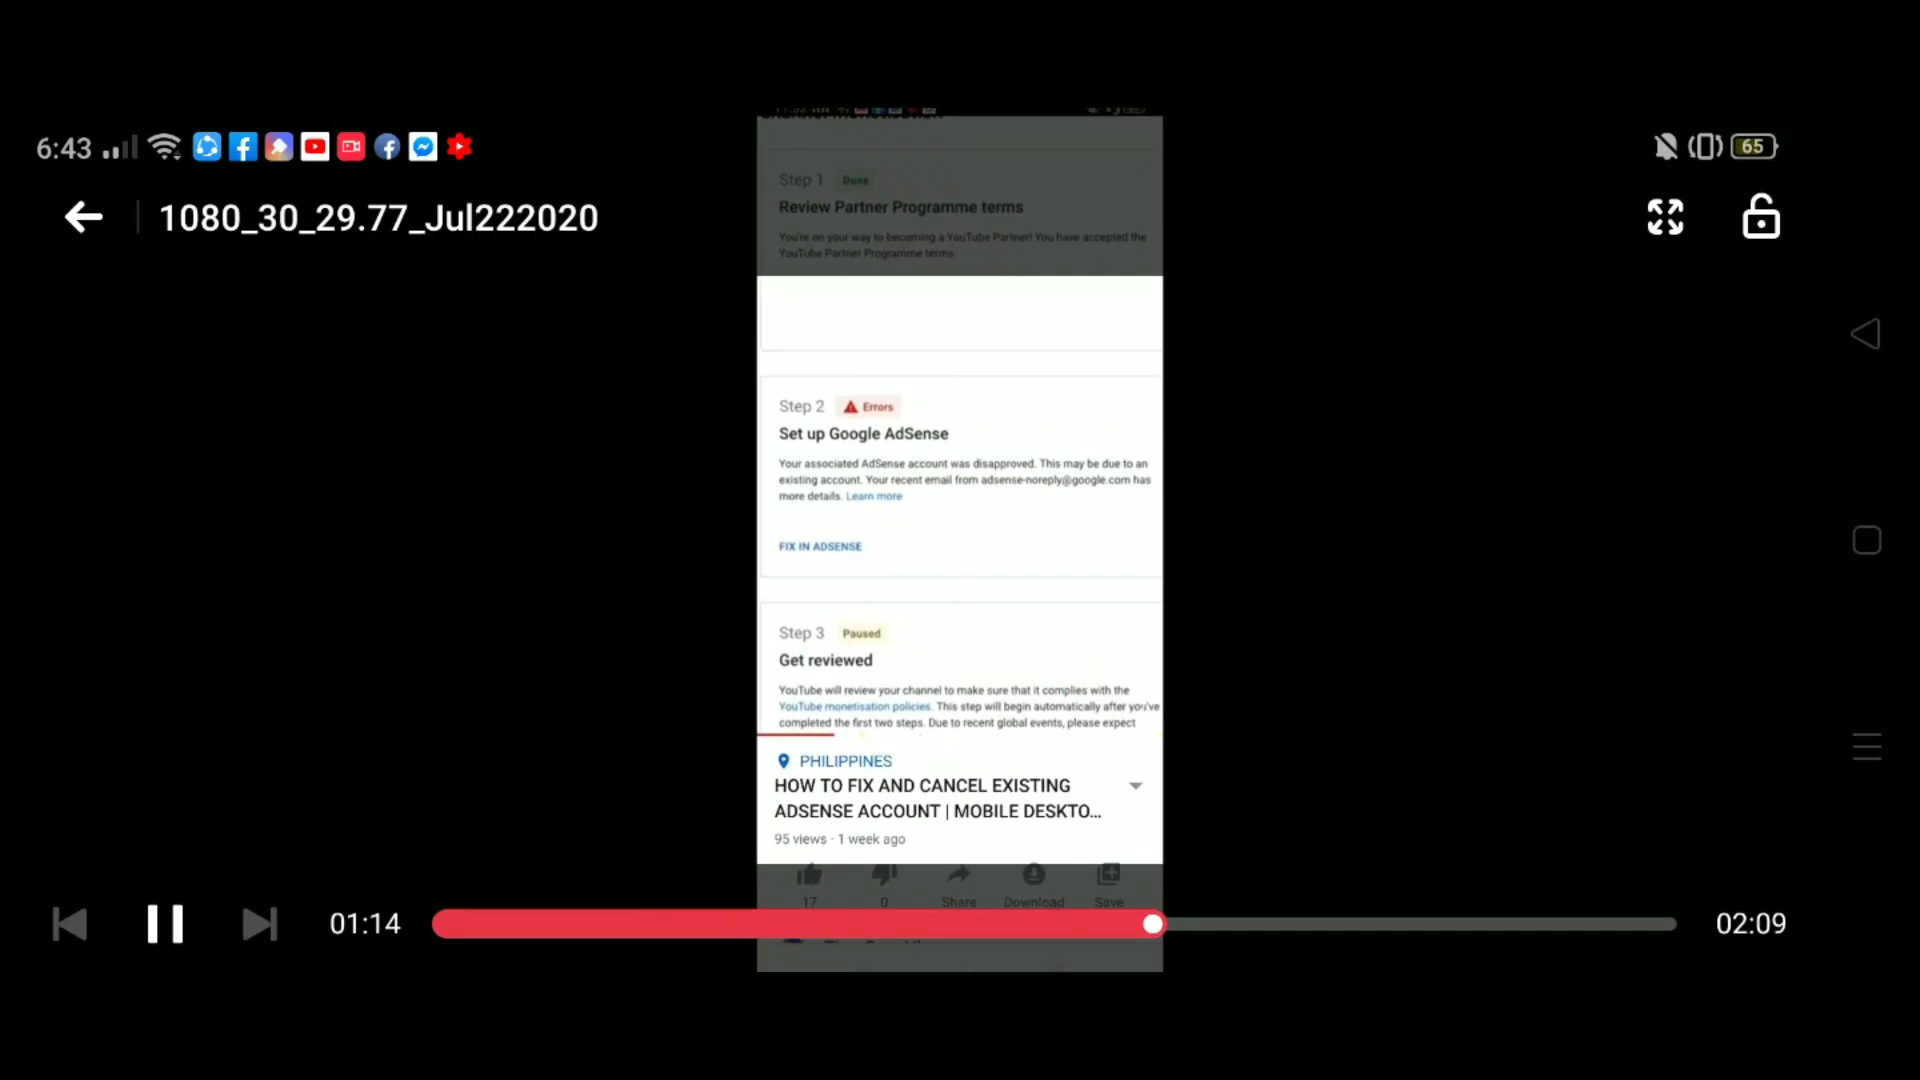 6:43
65
1080_30_29.77_Jul222020
Step 1 Done
Review Partner Programme terms
You're on your way to becoming a YouTube Partner! You have accepted the
YouTube Partner Programme terms.
Step 2 Errors
Set up Google AdSense
Your associated AdSense account was disapproved. This may be due to an
existing account. Your recent email from adsense-noreply@google.com has
more details. Learn more
FIX IN ADSENSE
Step 3 Paused
Get reviewed
YouTube will review your channel to make sure that it complies with the
YouTube monetisation policies. This step will begin automatically after you've
completed the first two steps. Due to recent global events, please expect
PHILIPPINES
HOW TO FIX AND CANCEL EXISTING
ADSENSE ACCOUNT | MOBILE DESKTO...
95 views · 1 week ago
17 0 Share Download Save
01:14 02:09